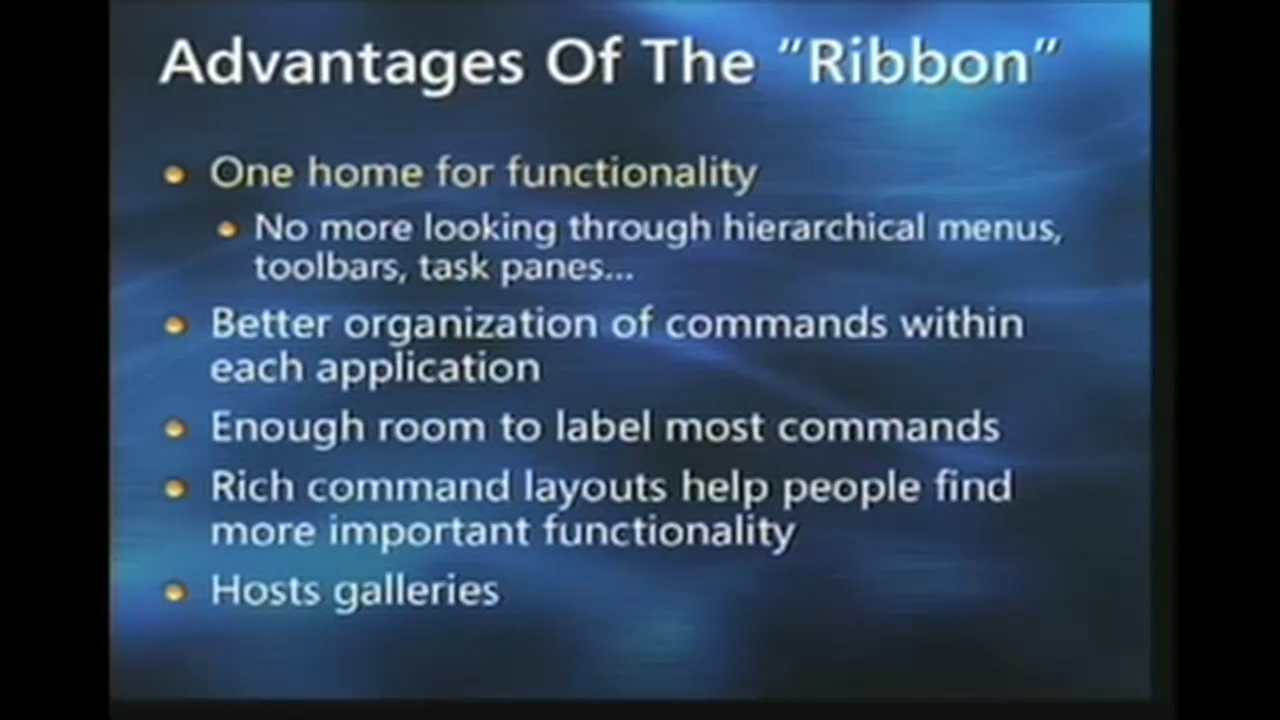 Advantages Of The "Ribbon"
One home for functionality
No more looking through hierarchical menus,
toolbars, task panes...
Better organization of commands within
each application
Enough room to label most commands
Rich command layouts help people find
more important functionality
Hosts galleries